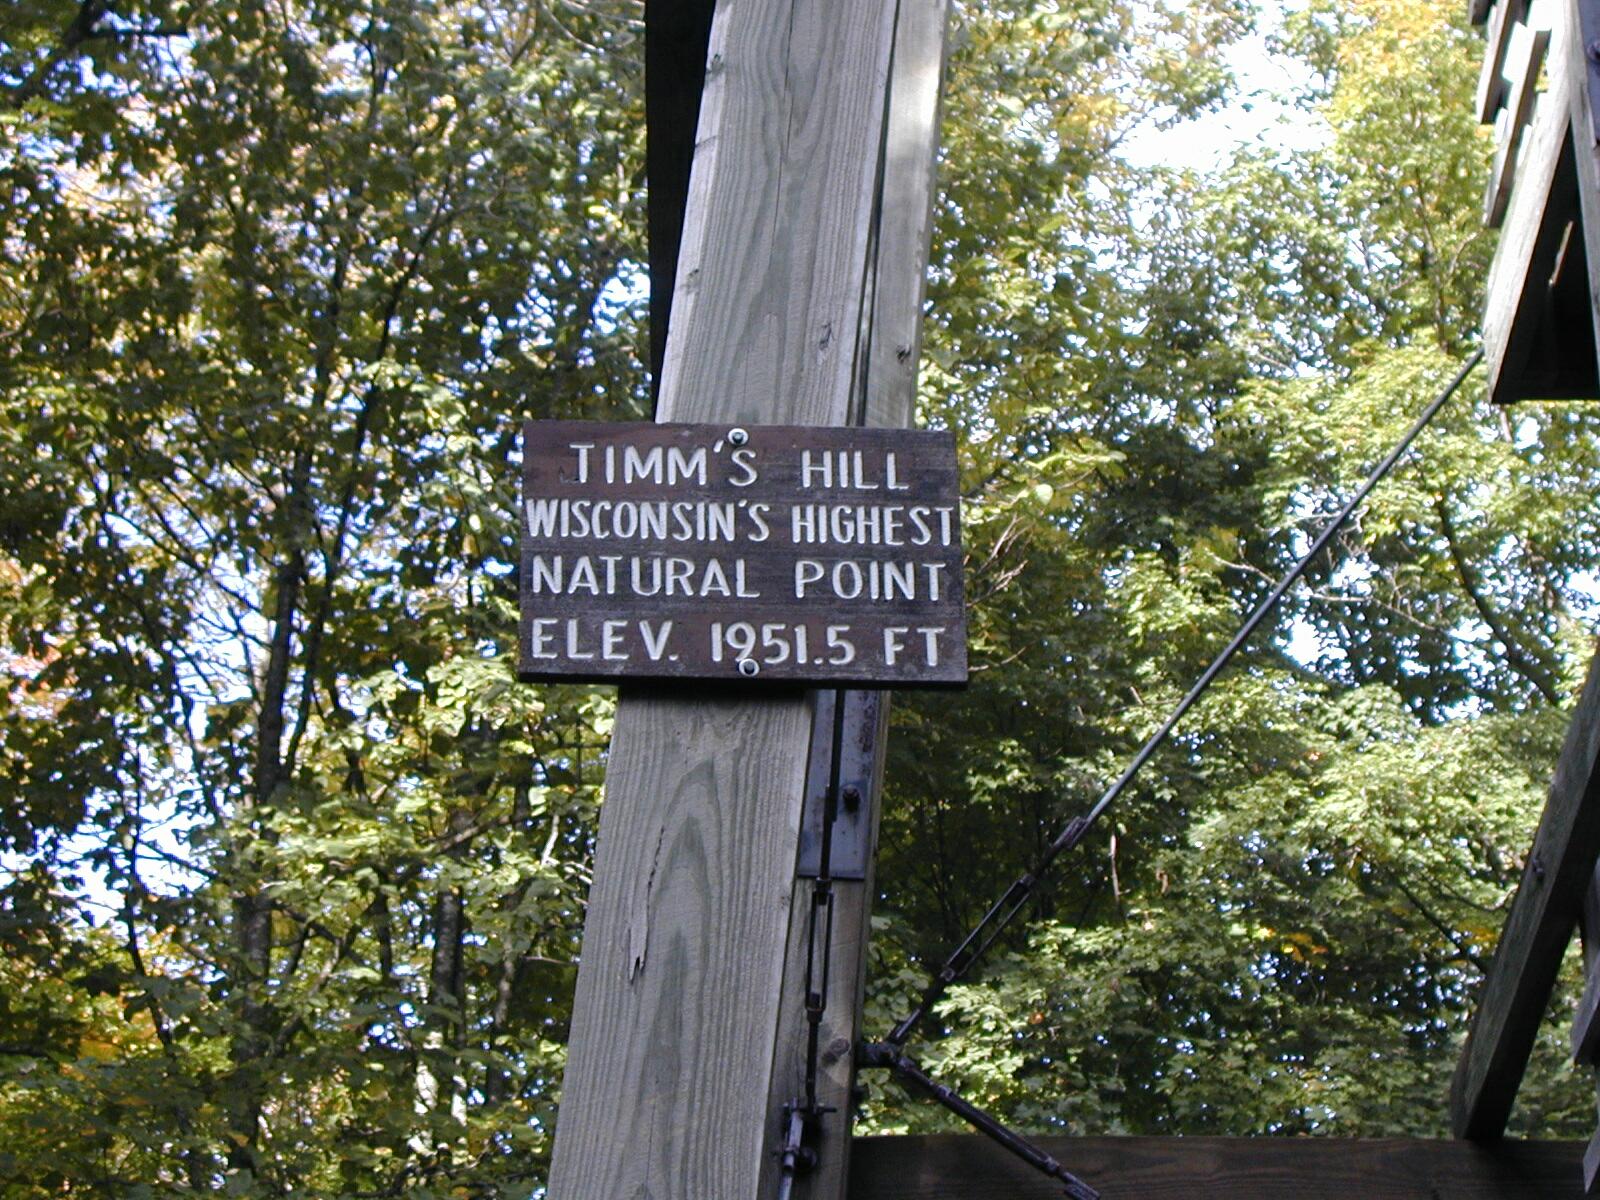 TIMM'S HILL
WISCONSIN'S HIGHEST
NATURAL POINT
ELEV. 1951.5 FT